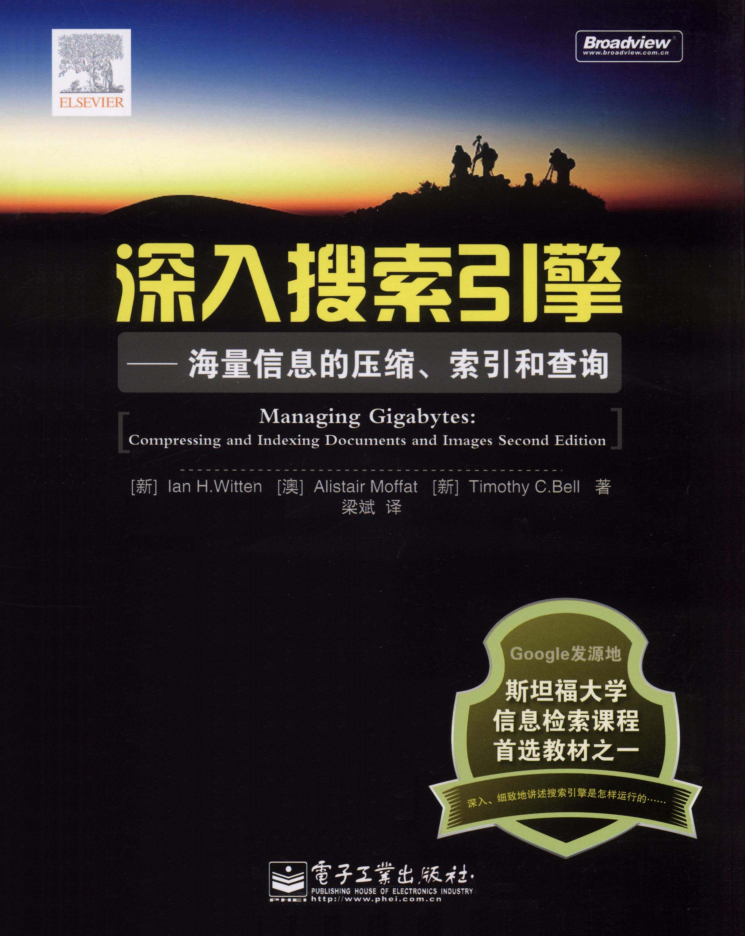 ELSEVIER
Broadview
www.broadview.com.cn
深入搜索引擎
——海量信息的压缩、索引和查询
Managing Gigabytes:
Compressing and Indexing Documents and Images Second Edition
[新] Ian H.Witten [澳] Alistair Moffat [新] Timothy C.Bell 著
梁斌 译
Google发源地
斯坦福大学
信息检索课程
首选教材之一
深入、细致地讲述搜索引擎是怎样运行的……
電子工業出版社·
PUBLISHING HOUSE OF ELECTRONICS INDUSTRY
PHEI http://www.phei.com.cn